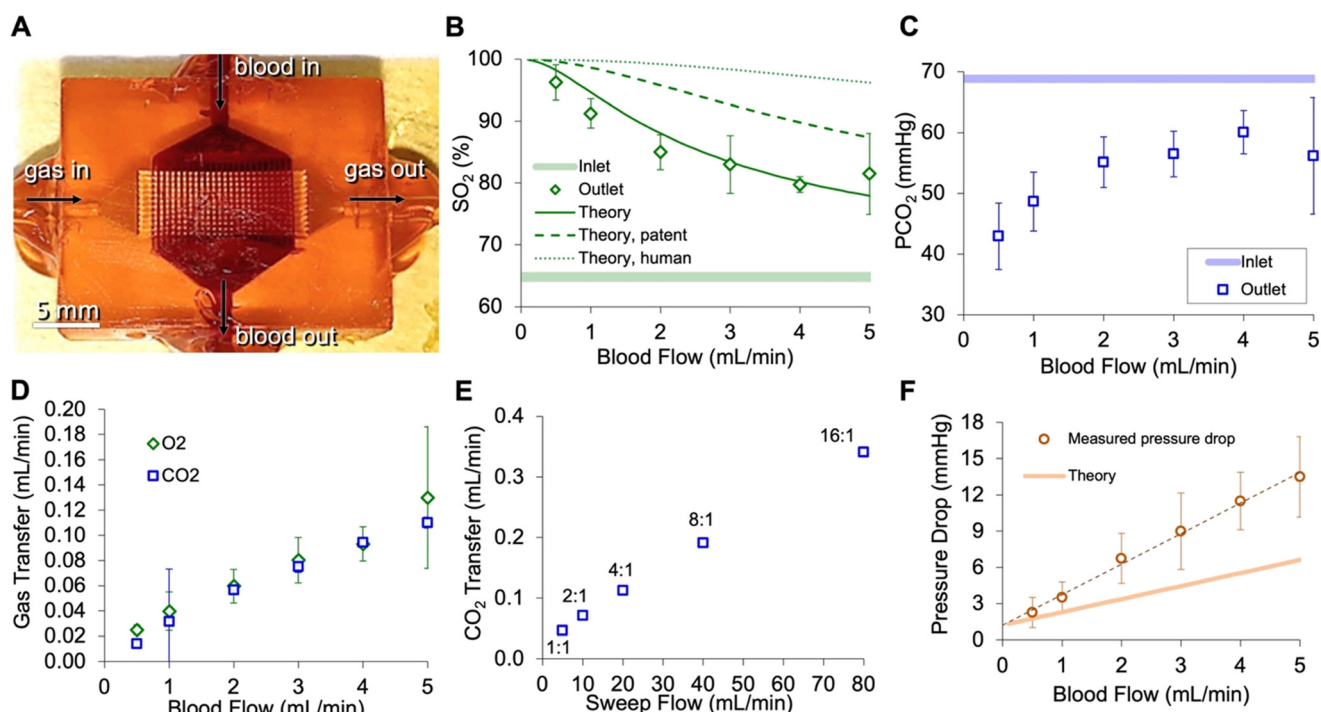 A
blood in
gas in
gas out
5 mm
blood out
B
SO2 (%)
100
90
80
70
60
Inlet
Outlet
Theory
Theory, patent
Theory, human
0 1 2 3 4 5
Blood Flow (mL/min)
C
PCO2 (mmHg)
70
60
50
40
30
Inlet
Outlet
0 1 2 3 4 5
Blood Flow (mL/min)
D
Gas Transfer (mL/min)
0.20
0.18
0.16
0.14
0.12
0.10
0.08
0.06
0.04
0.02
0.00
O2
CO2
0 1 2 3 4 5
Blood Flow (mL/min)
E
CO2 Transfer (mL/min)
0.4
0.3
0.2
0.1
0.0
16:1
8:1
4:1
2:1
1:1
0 10 20 30 40 50 60 70 80
Sweep Flow (mL/min)
F
Pressure Drop (mmHg)
18
15
12
9
6
3
0
Measured pressure drop
Theory
0 1 2 3 4 5
Blood Flow (mL/min)